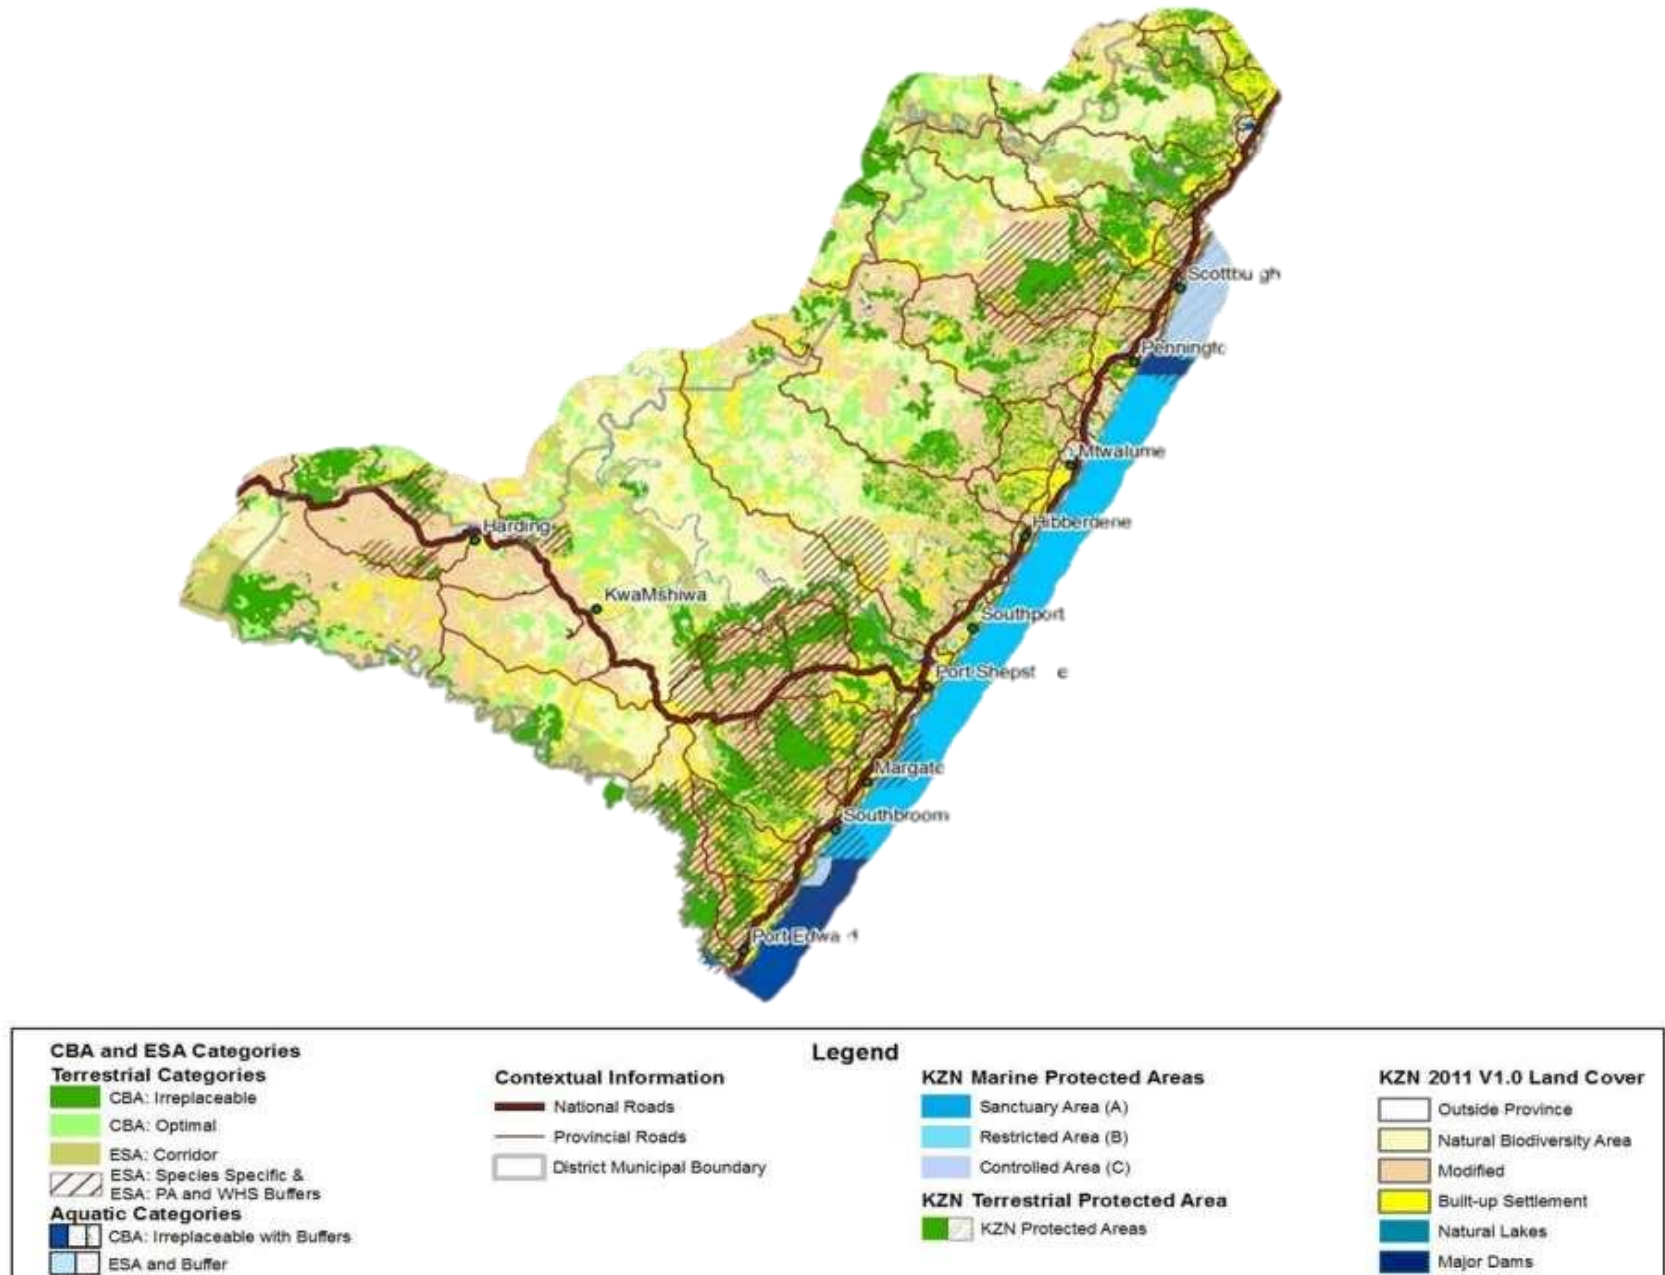 Scottbu gh
Penningtc
Mtwalume
Hibberdene
Harding
KwaMshiwa
Southport
Port Shepst e
Margate
Southbroom
Port Edwa d
Legend
CBA and ESA Categories
Terrestrial Categories
CBA: Irreplaceable
CBA: Optimal
ESA: Corridor
ESA: Species Specific &
ESA: PA and WHS Buffers
Aquatic Categories
CBA: Irreplaceable with Buffers
ESA and Buffer
Contextual Information
National Roads
Provincial Roads
District Municipal Boundary
KZN Marine Protected Areas
Sanctuary Area (A)
Restricted Area (B)
Controlled Area (C)
KZN Terrestrial Protected Area
KZN Protected Areas
KZN 2011 V1.0 Land Cover
Outside Province
Natural Biodiversity Area
Modified
Built-up Settlement
Natural Lakes
Major Dams